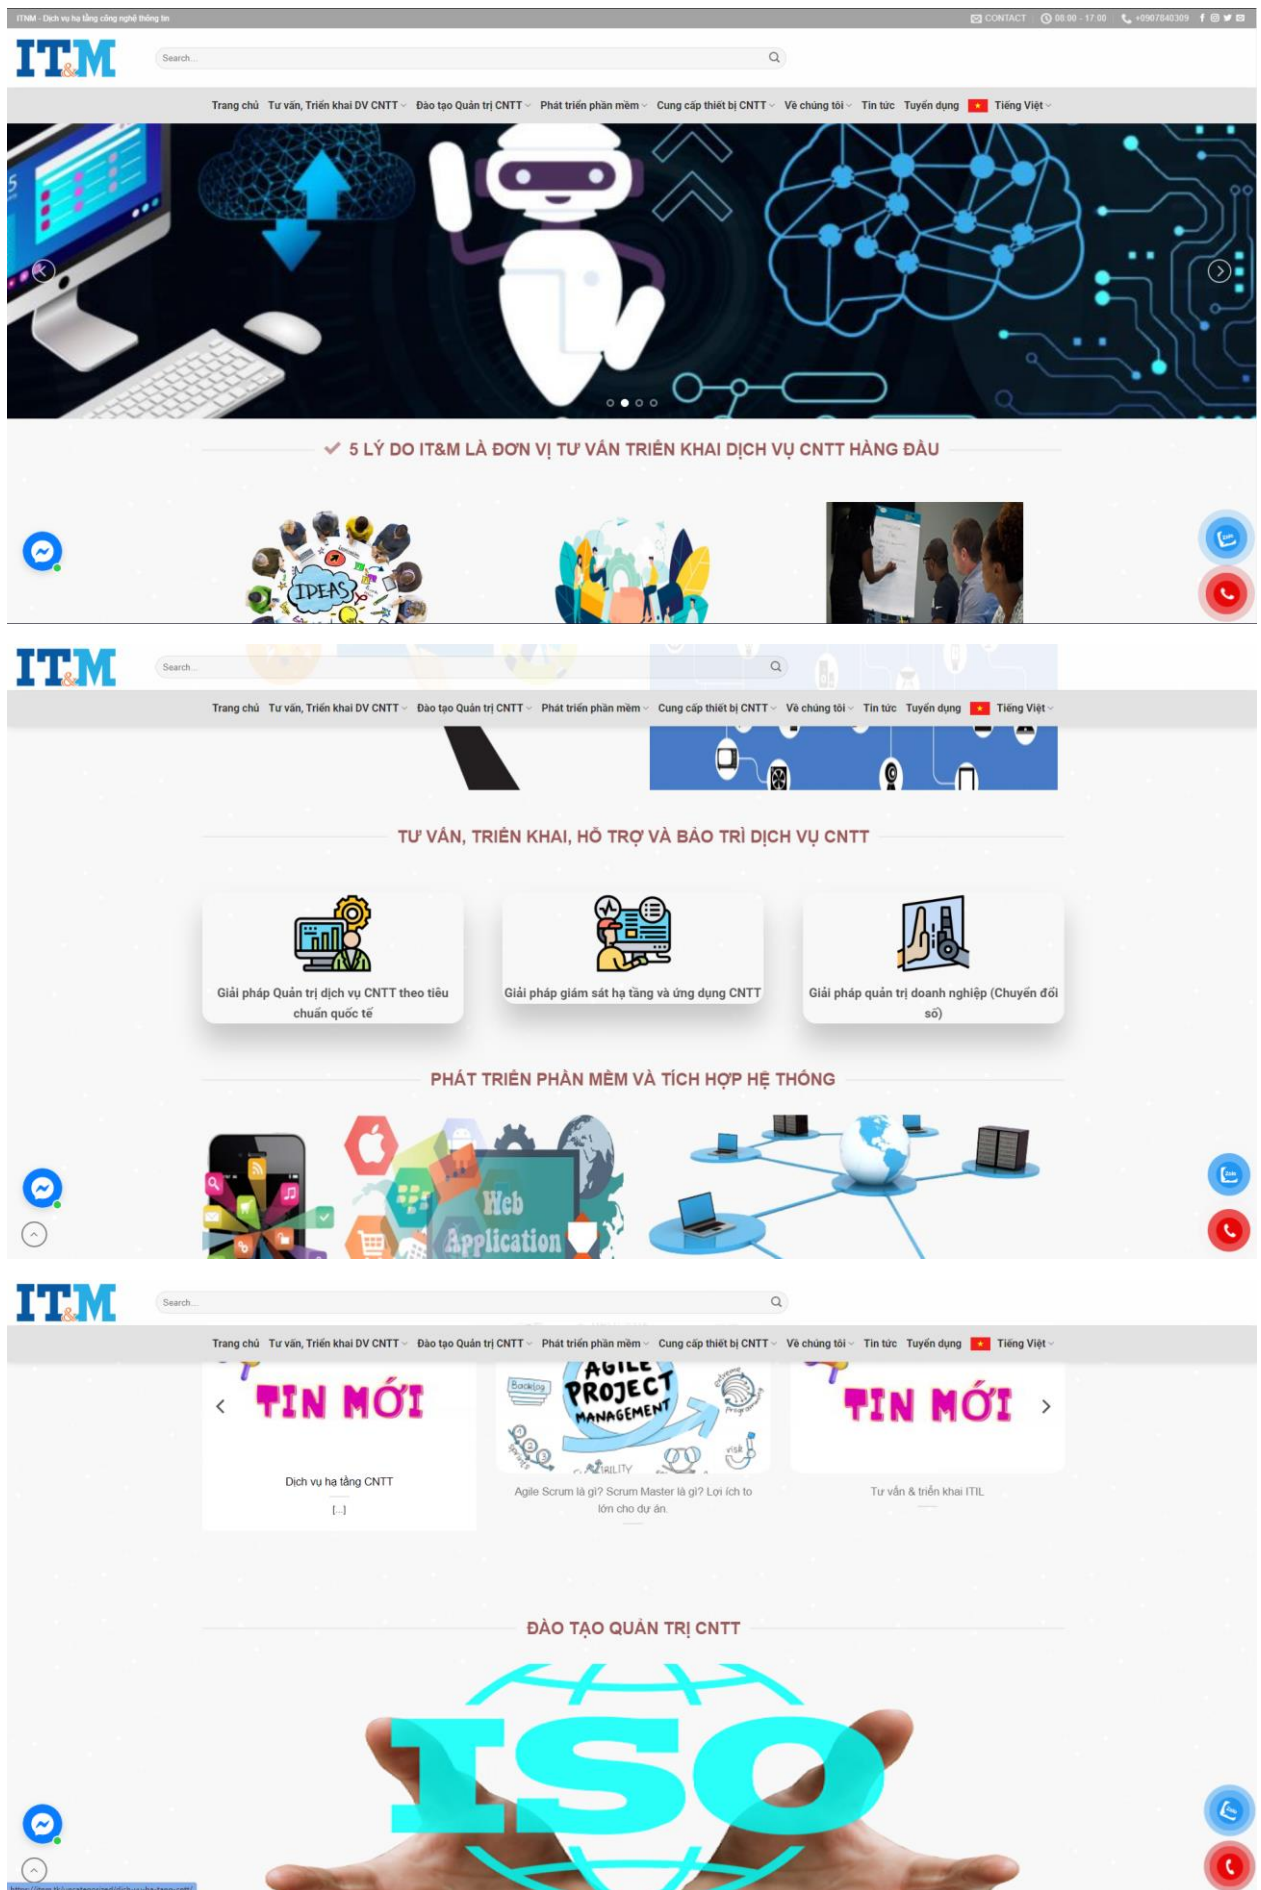 ITNM - Dịch vụ hạ tầng công nghệ thông tin
CONTACT 08:00 - 17:00 +0907840309
IT&M
Search...
Trang chủ Tư vấn, Triển khai DV CNTT Đào tạo Quản trị CNTT Phát triển phần mềm Cung cấp thiết bị CNTT Về chúng tôi Tin tức Tuyển dụng Tiếng Việt
5 LÝ DO IT&M LÀ ĐƠN VỊ TƯ VẤN TRIỂN KHAI DỊCH VỤ CNTT HÀNG ĐẦU
IDEAS
Zalo
IT&M
Search...
Trang chủ Tư vấn, Triển khai DV CNTT Đào tạo Quản trị CNTT Phát triển phần mềm Cung cấp thiết bị CNTT Về chúng tôi Tin tức Tuyển dụng Tiếng Việt
TƯ VẤN, TRIỂN KHAI, HỖ TRỢ VÀ BẢO TRÌ DỊCH VỤ CNTT
Giải pháp Quản trị dịch vụ CNTT theo tiêu
chuẩn quốc tế
Giải pháp giám sát hạ tầng và ứng dụng CNTT
Giải pháp quản trị doanh nghiệp (Chuyển đổi
số)
PHÁT TRIỂN PHẦN MỀM VÀ TÍCH HỢP HỆ THỐNG
Web
Application
Zalo
IT&M
Search...
Trang chủ Tư vấn, Triển khai DV CNTT Đào tạo Quản trị CNTT Phát triển phần mềm Cung cấp thiết bị CNTT Về chúng tôi Tin tức Tuyển dụng Tiếng Việt
TIN MỚI
AGILE
PROJECT
MANAGEMENT
Backlog
extreme
Programming
sprints
risk
TIN MỚI
Dịch vụ hạ tầng CNTT
[...]
Agile Scrum là gì? Scrum Master là gì? Lợi ích to
lớn cho dự án.
Tư vấn & triển khai ITIL
ĐÀO TẠO QUẢN TRỊ CNTT
ISO